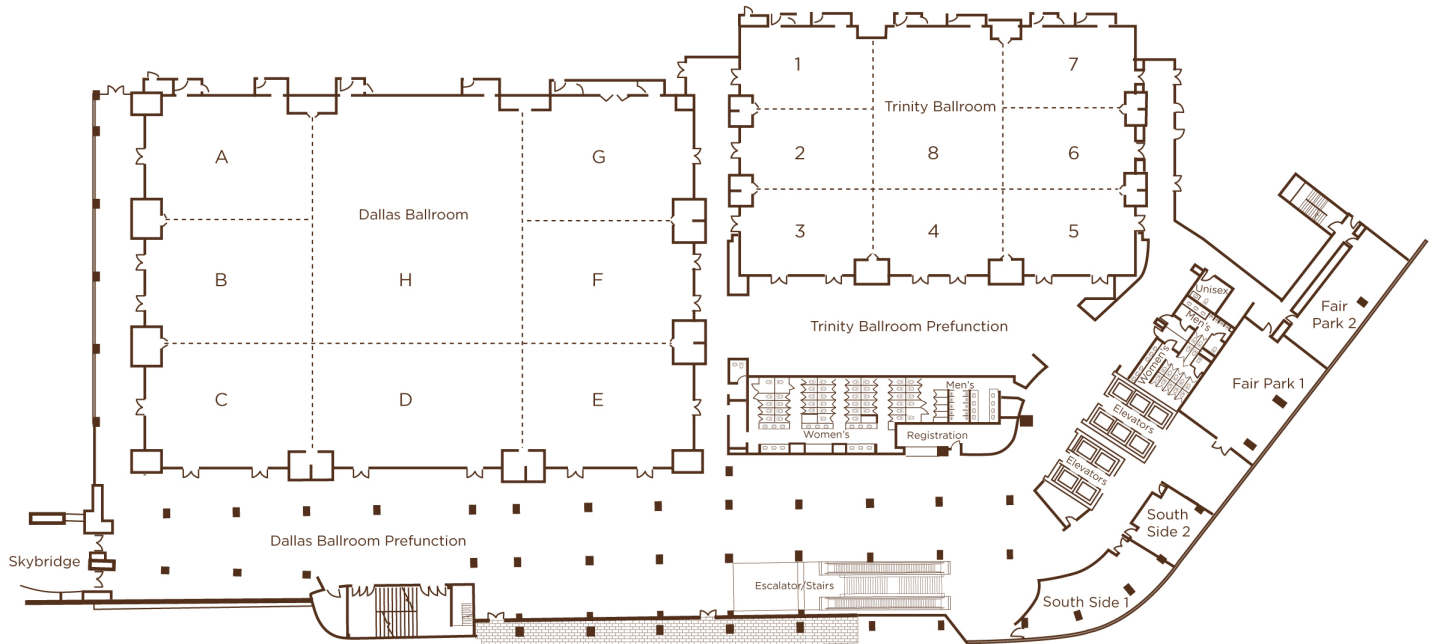 1
7
Trinity Ballroom
A
G
2
8
6
Dallas Ballroom
3
4
5
B
H
F
Unisex
Men's
Women's
Fair
Park 2
Trinity Ballroom Prefunction
C
D
E
Men's
Women's
Registration
Fair Park 1
Elevators
Elevators
South
Side 2
Dallas Ballroom Prefunction
Skybridge
Escalator/Stairs
South Side 1